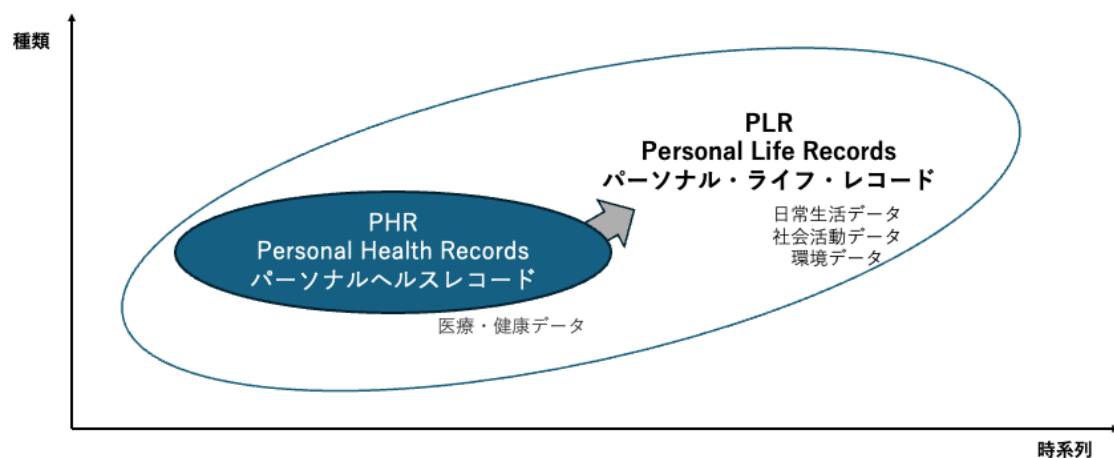 種類
PLR
Personal Life Records
パーソナル・ライフ・レコード
日常生活データ
社会活動データ
環境データ
PHR
Personal Health Records
パーソナルヘルスレコード
医療・健康データ
時系列